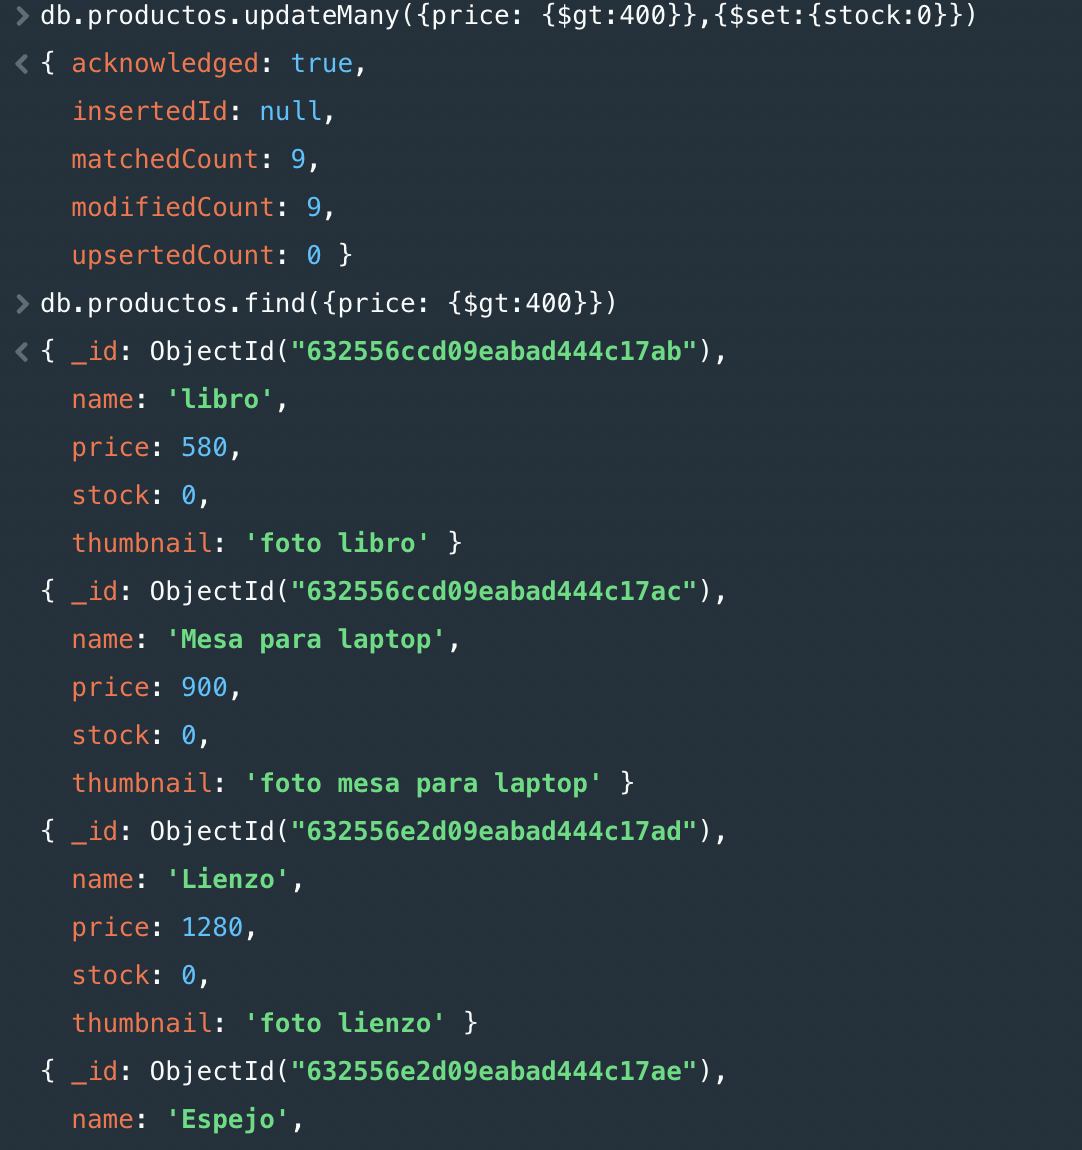 > db.productos.updateMany({price: {$gt:400}},{$set:{stock:0}})
< { acknowledged: true,
insertedId: null,
matchedCount: 9,
modifiedCount: 9,
upsertedCount: 0 }
> db.productos.find({price: {$gt:400}})
< { _id: ObjectId("632556ccd09eabad444c17ab"),
name: 'libro',
price: 580,
stock: 0,
thumbnail: 'foto libro' }
{ _id: ObjectId("632556ccd09eabad444c17ac"),
name: 'Mesa para laptop',
price: 900,
stock: 0,
thumbnail: 'foto mesa para laptop' }
{ _id: ObjectId("632556e2d09eabad444c17ad"),
name: 'Lienzo',
price: 1280,
stock: 0,
thumbnail: 'foto lienzo' }
{ _id: ObjectId("632556e2d09eabad444c17ae"),
name: 'Espejo',